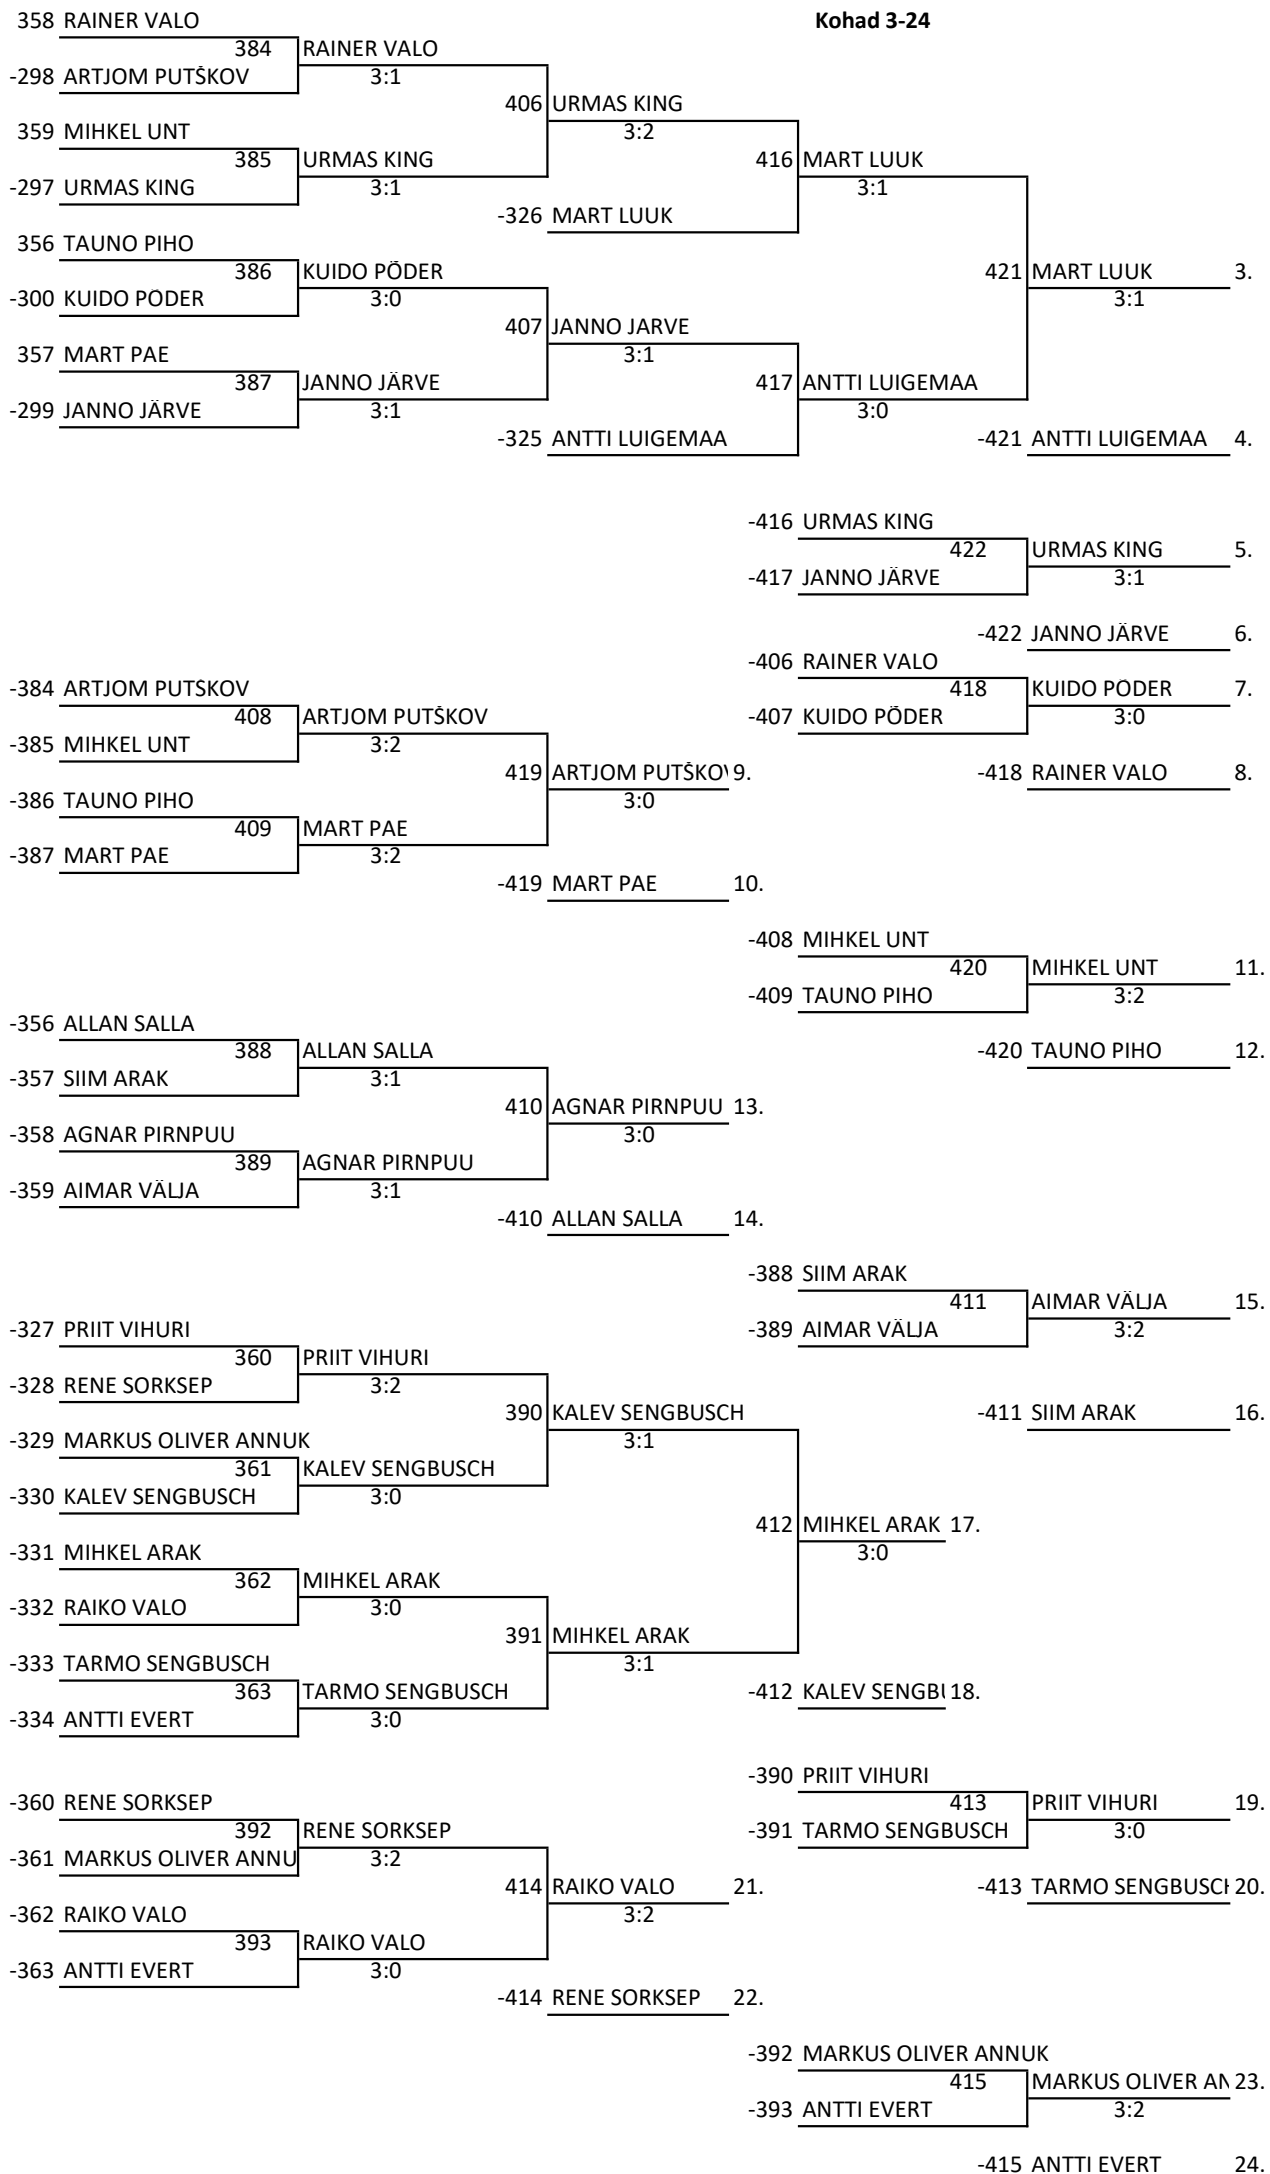 358 RAINER VALO Kohad 3-24
384 RAINER VALO
-298 ARTJOM PUTŠKOV 3:1
406 URMAS KING
359 MIHKEL UNT 3:2
385 URMAS KING 416 MART LUUK
-297 URMAS KING 3:1 3:1
-326 MART LUUK
356 TAUNO PIHO
386 KUIDO PÕDER 421 MART LUUK 3.
-300 KUIDO PÕDER 3:0 3:1
407 JANNO JÄRVE
357 MART PAE 3:1
387 JANNO JÄRVE 417 ANTTI LUIGEMAA
-299 JANNO JÄRVE 3:1 3:0
-325 ANTTI LUIGEMAA -421 ANTTI LUIGEMAA 4.
-416 URMAS KING
422 URMAS KING 5.
-417 JANNO JÄRVE 3:1
-422 JANNO JÄRVE 6.
-406 RAINER VALO
-384 ARTJOM PUTŠKOV 418 KUIDO PÕDER 7.
408 ARTJOM PUTŠKOV -407 KUIDO PÕDER 3:0
-385 MIHKEL UNT 3:2
419 ARTJOM PUTŠKOV 9. -418 RAINER VALO 8.
-386 TAUNO PIHO 3:0
409 MART PAE
-387 MART PAE 3:2
-419 MART PAE 10.
-408 MIHKEL UNT
420 MIHKEL UNT 11.
-409 TAUNO PIHO 3:2
-356 ALLAN SALLA
388 ALLAN SALLA -420 TAUNO PIHO 12.
-357 SIIM ARAK 3:1
410 AGNAR PIRNPUU 13.
-358 AGNAR PIRNPUU 3:0
389 AGNAR PIRNPUU
-359 AIMAR VÄLJA 3:1
-410 ALLAN SALLA 14.
-388 SIIM ARAK
411 AIMAR VÄLJA 15.
-327 PRIIT VIHURI -389 AIMAR VÄLJA 3:2
360 PRIIT VIHURI
-328 RENE SORKSEP 3:2
390 KALEV SENGBUSCH -411 SIIM ARAK 16.
-329 MARKUS OLIVER ANNUK 3:1
361 KALEV SENGBUSCH
-330 KALEV SENGBUSCH 3:0
412 MIHKEL ARAK 17.
-331 MIHKEL ARAK 3:0
362 MIHKEL ARAK
-332 RAIKO VALO 3:0
391 MIHKEL ARAK
-333 TARMO SENGBUSCH 3:1
363 TARMO SENGBUSCH -412 KALEV SENGBU 18.
-334 ANTTI EVERT 3:0
-390 PRIIT VIHURI
-360 RENE SORKSEP 413 PRIIT VIHURI 19.
392 RENE SORKSEP -391 TARMO SENGBUSCH 3:0
-361 MARKUS OLIVER ANNU 3:2
414 RAIKO VALO 21. -413 TARMO SENGBUSCH 20.
-362 RAIKO VALO 3:2
393 RAIKO VALO
-363 ANTTI EVERT 3:0
-414 RENE SORKSEP 22.
-392 MARKUS OLIVER ANNUK
415 MARKUS OLIVER AN 23.
-393 ANTTI EVERT 3:2
-415 ANTTI EVERT 24.